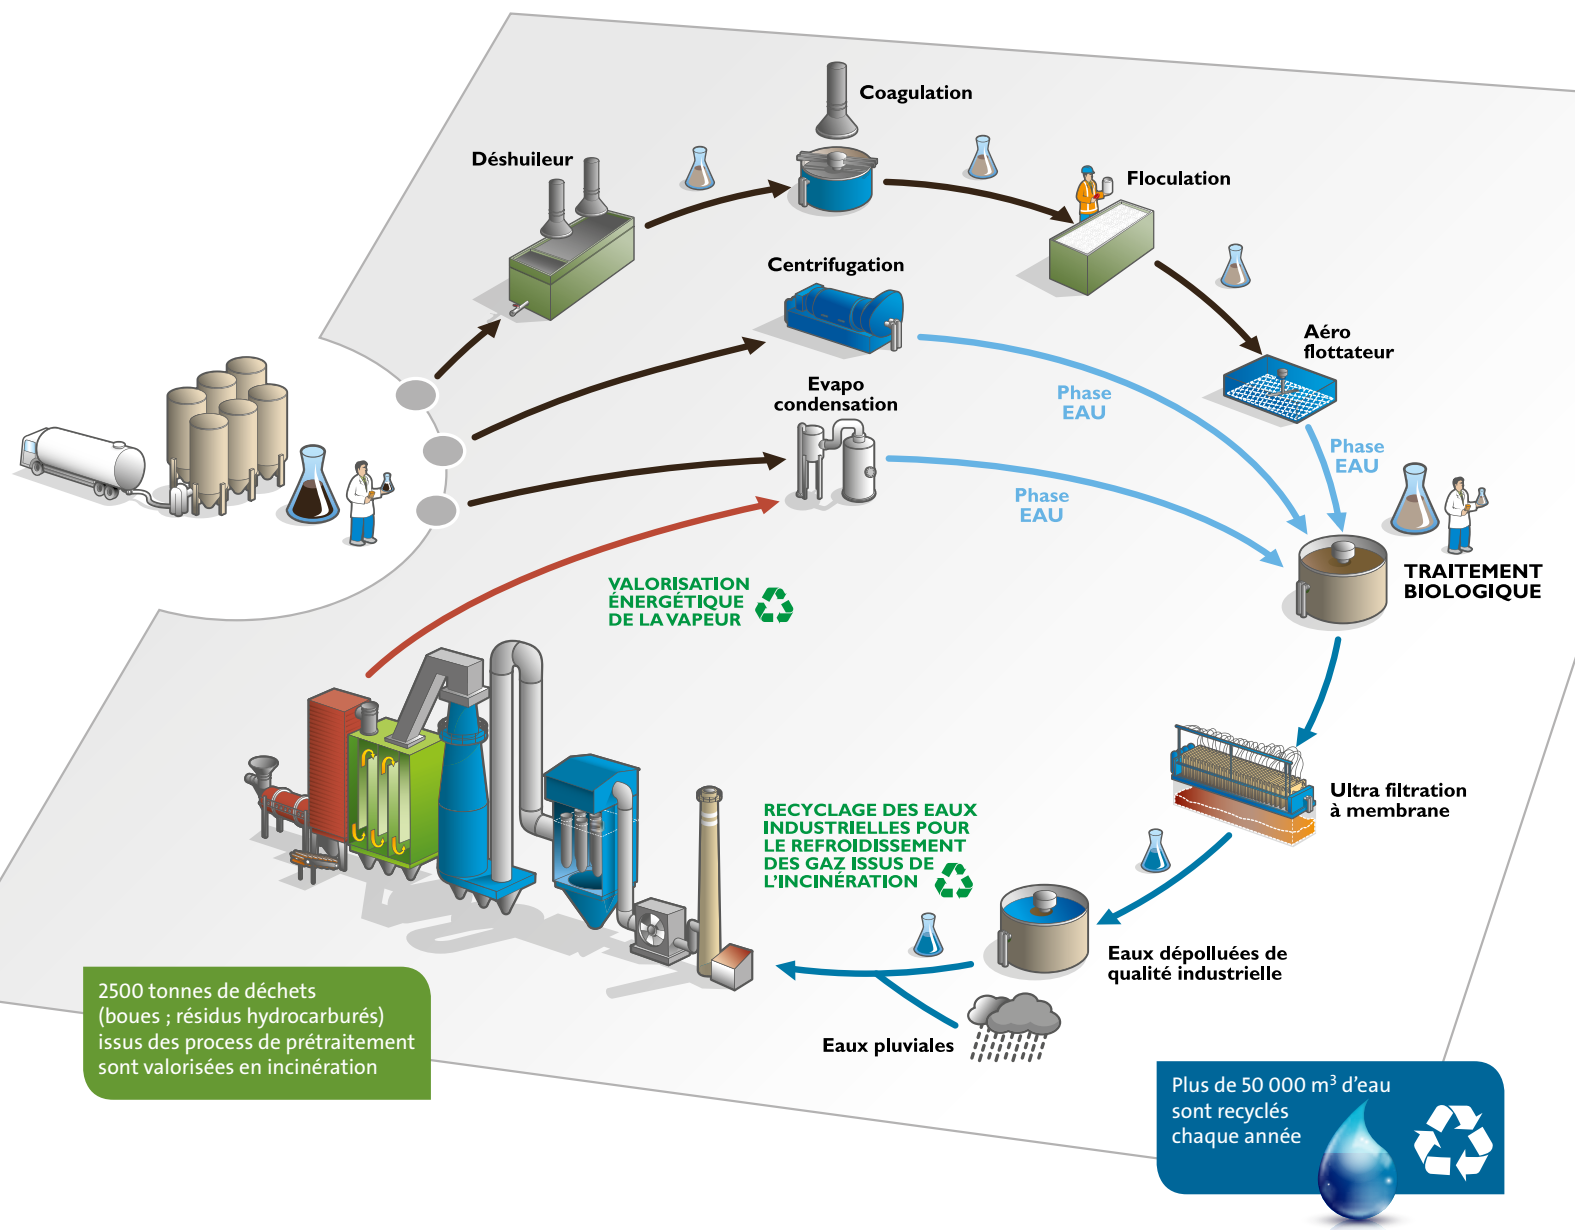 Coagulation
Déshuileur
Floculation
Centrifugation
Aéro
flottateur
Evapo
condensation
Phase
EAU
Phase
EAU
Phase
EAU
TRAITEMENT
BIOLOGIQUE
VALORISATION
ÉNERGÉTIQUE
DE LA VAPEUR
Ultra filtration
à membrane
RECYCLAGE DES EAUX
INDUSTRIELLES POUR
LE REFROIDISSEMENT
DES GAZ ISSUS DE
L'INCINÉRATION
Eaux dépolluées de
qualité industrielle
Eaux pluviales
2500 tonnes de déchets
(boues ; résidus hydrocarburés)
issus des process de prétraitement
sont valorisées en incinération
Plus de 50 000 m³ d'eau
sont recyclés
chaque année